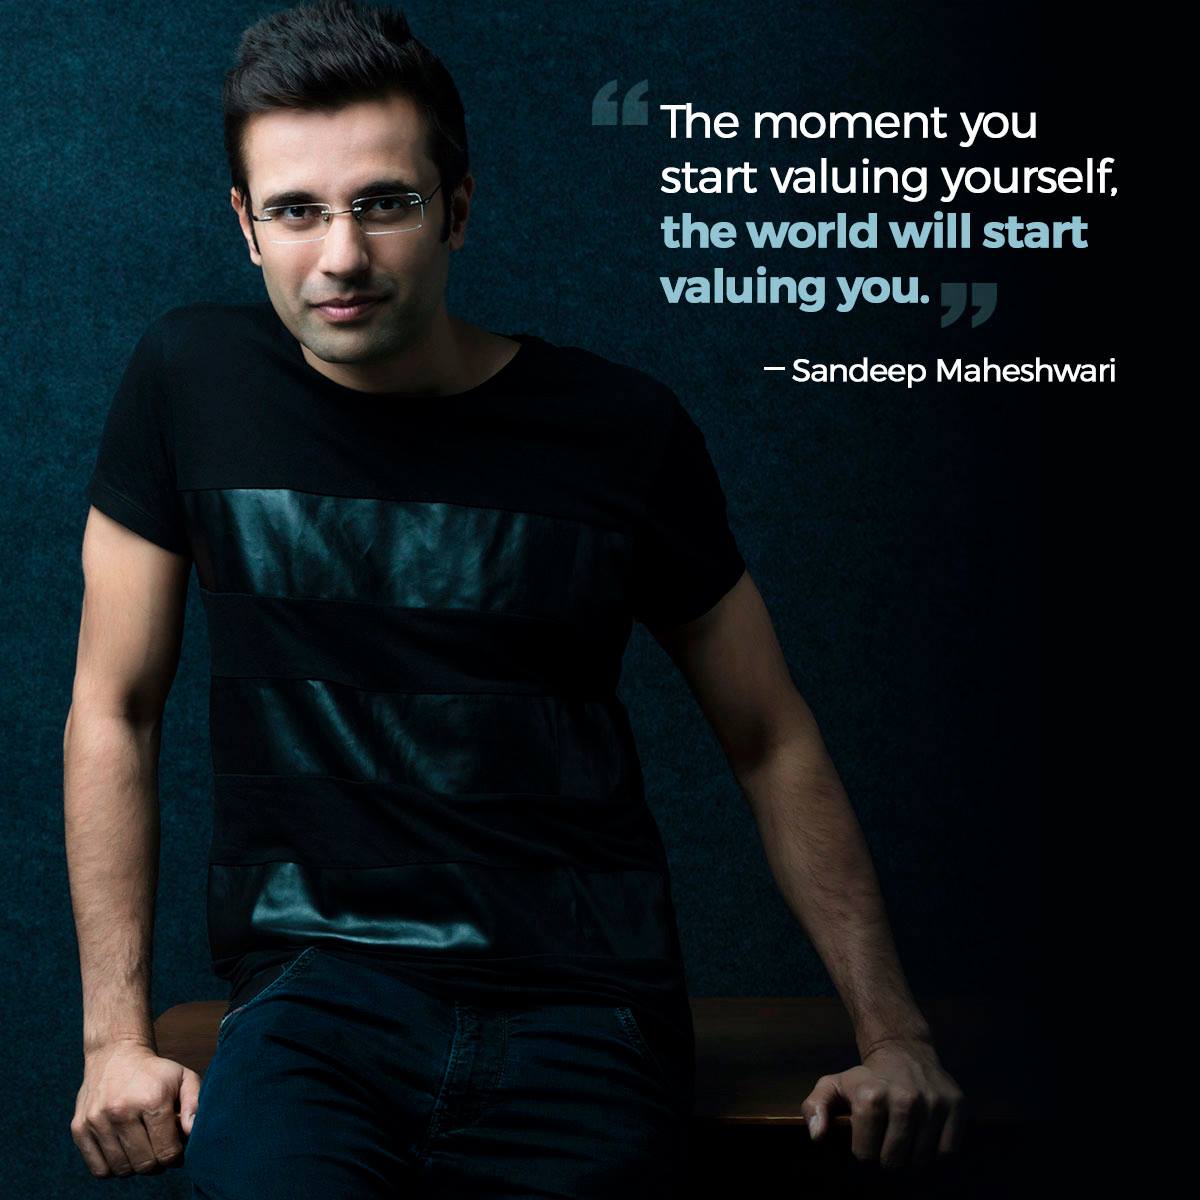 “The moment you
start valuing yourself,
the world will start
valuing you.”
– Sandeep Maheshwari